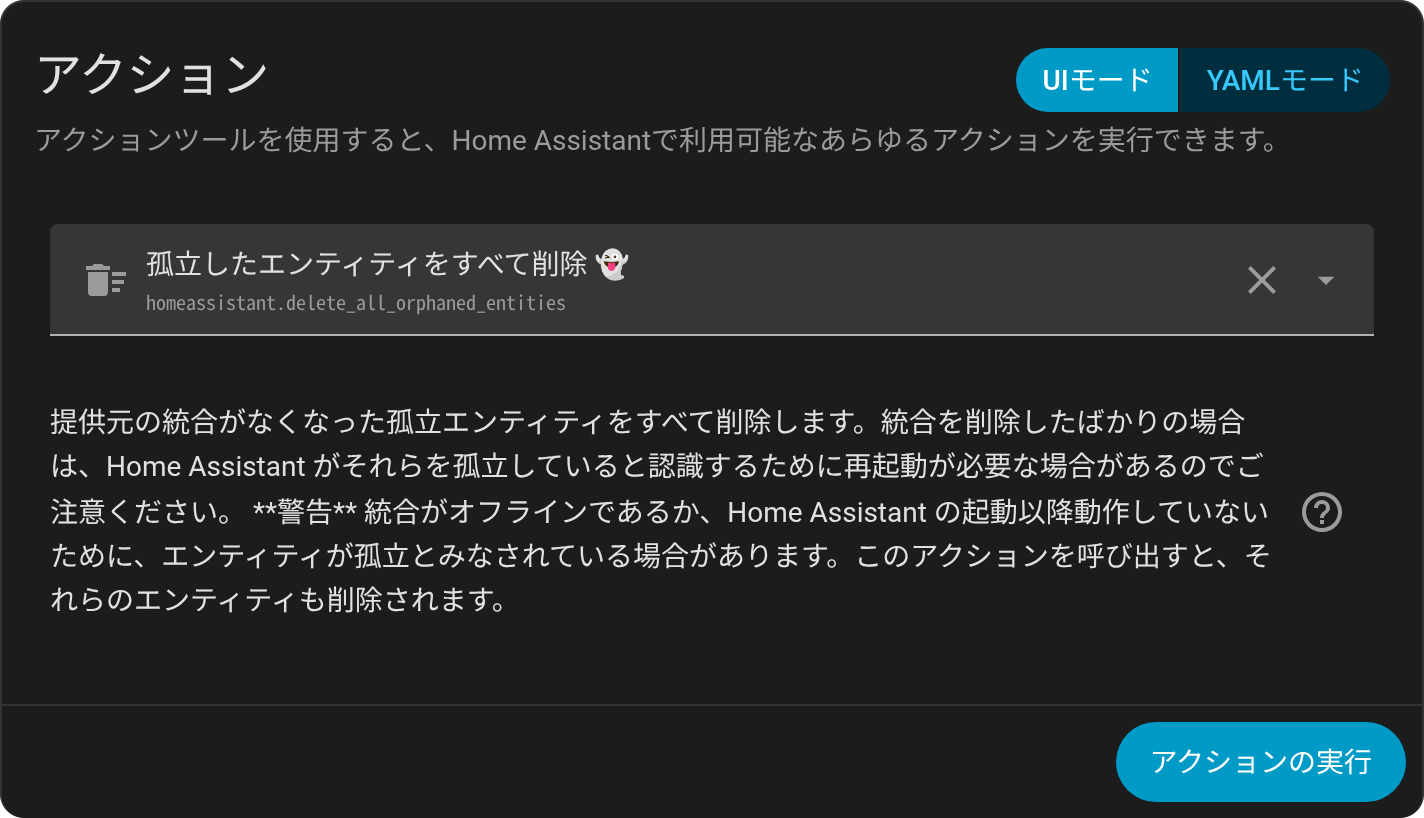 アクション
UIモード
YAMLモード
アクションツールを使用すると、Home Assistantで利用可能なあらゆるアクションを実行できます。
孤立したエンティティをすべて削除 👻
homeassistant.delete_all_orphaned_entities
提供元の統合がなくなった孤立エンティティをすべて削除します。統合を削除したばかりの場合
は、Home Assistant がそれらを孤立していると認識するために再起動が必要な場合があるのでご
注意ください。 **警告** 統合がオフラインであるか、Home Assistant の起動以降動作していない
ために、エンティティが孤立とみなされている場合があります。このアクションを呼び出すと、そ
れらのエンティティも削除されます。
アクションの実行